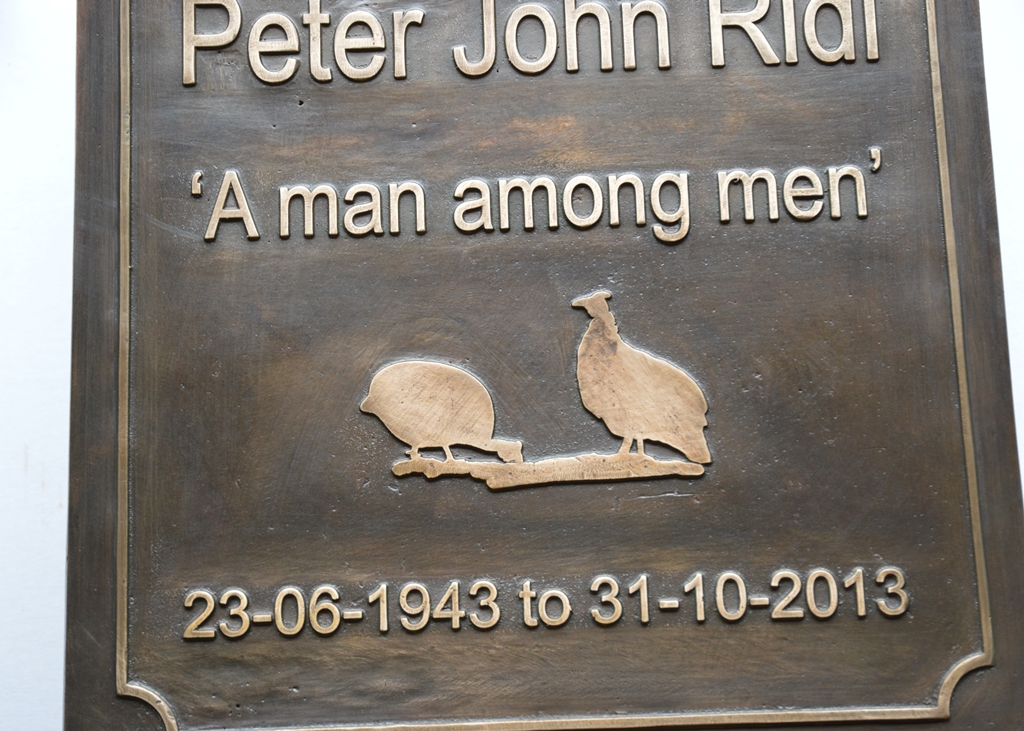 Peter John Ridl
‘A man among men’
23-06-1943 to 31-10-2013